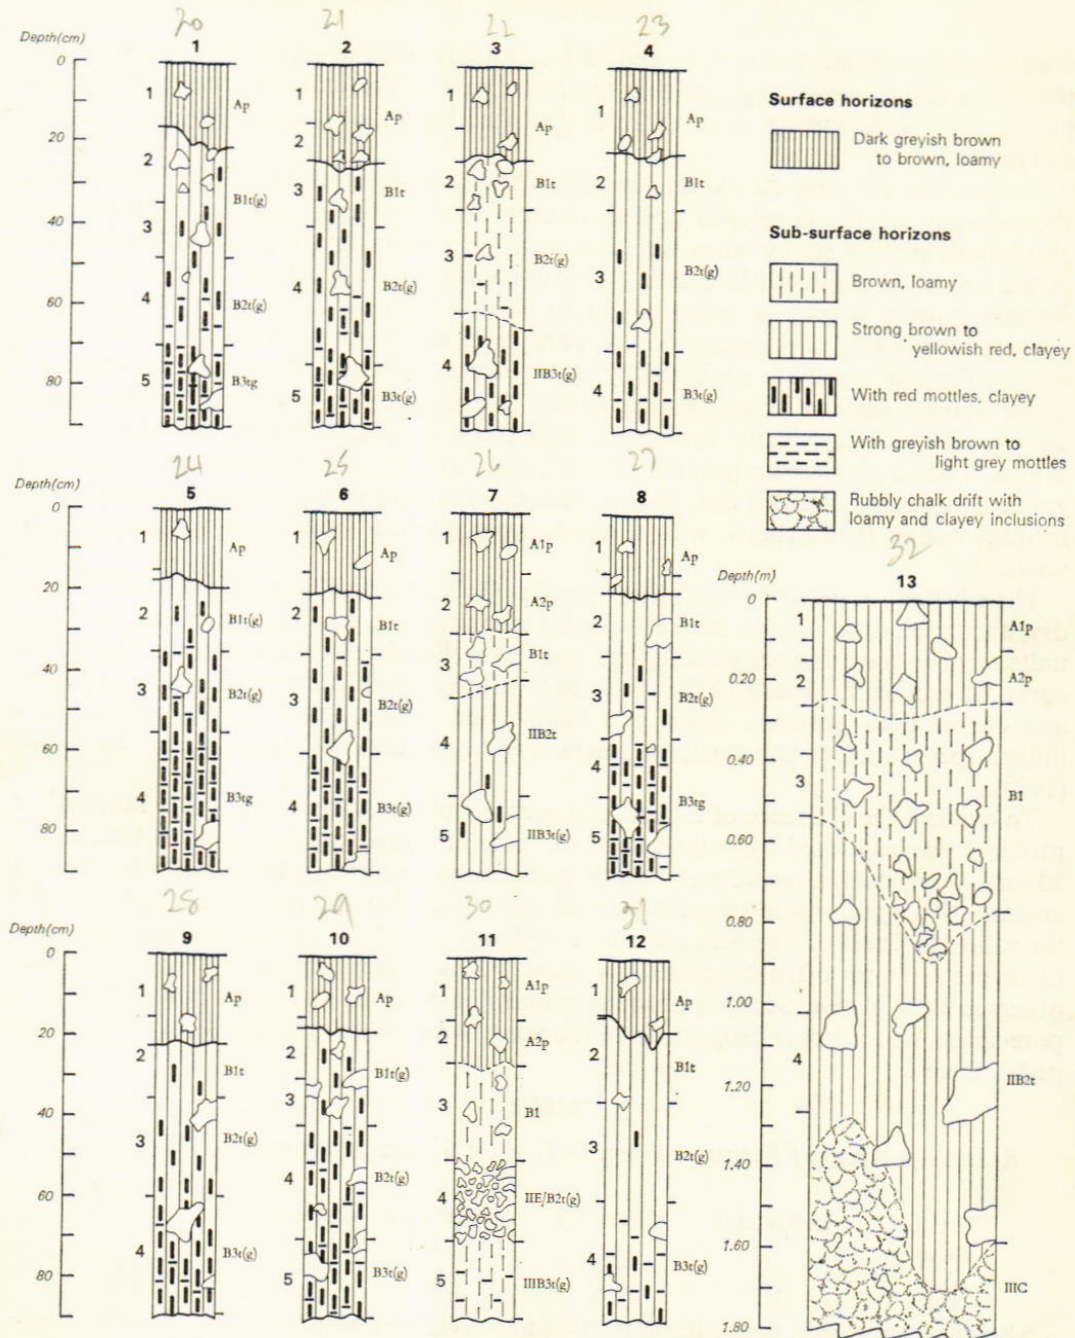 20 21 22 23
Depth(cm) 1 2 3 4
0
20
40
60
80
1 Ap
2 B1t(g)
3
4 B2t(g)
5 B3tg
1 Ap
2
3 B1t
4 B2t(g)
5 B3t(g)
1 Ap
2 B1t
3 B2t(g)
4 IIB3t(g)
1 Ap
2 B1t
3 B2t(g)
4 B3t(g)
Surface horizons
Dark greyish brown
to brown, loamy
Sub-surface horizons
Brown, loamy
Strong brown to
yellowish red, clayey
With red mottles, clayey
With greyish brown to
light grey mottles
Rubbly chalk drift with
loamy and clayey inclusions
24 25 26 27
Depth(cm) 5 6 7 8
0
20
40
60
80
1 Ap
2 B1t(g)
3 B2t(g)
4 B3tg
1 Ap
2 B1t
3 B2t(g)
4 B3t(g)
1 A1p
2 A2p
3 B1t
4 IIB2t
5 IIB3t(g)
1 Ap
2 B1t
3 B2t(g)
4 B3tg
5
32
Depth(m) 13
0
0.20
0.40
0.60
0.80
1.00
1.20
1.40
1.60
1.80
1 A1p
2 A2p
3 B1
4 IIB2t
IIIC
28 29 30 31
Depth(cm) 9 10 11 12
0
20
40
60
80
1 Ap
2 B1t
3 B2t(g)
4 B3t(g)
1 Ap
2 B1t(g)
3
4 B2t(g)
5 B3t(g)
1 A1p
2 A2p
3 B1
4 IIE/B2t(g)
5 IIIB3t(g)
1 Ap
2 B1t
3 B2t(g)
4 B3t(g)